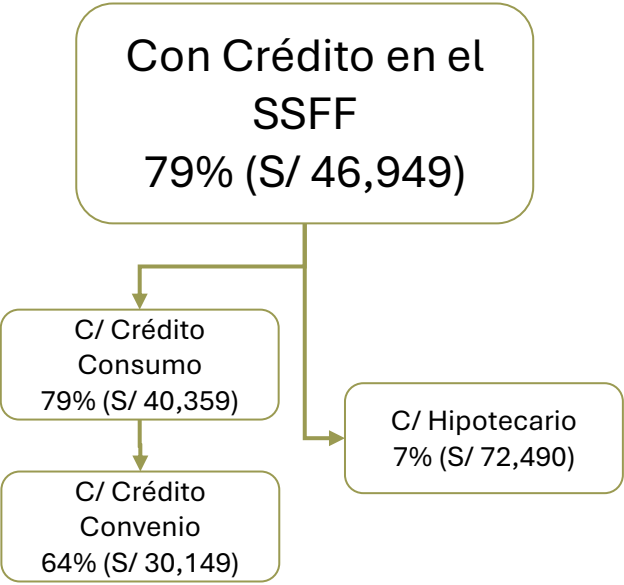 Con Crédito en el
SSFF
79% (S/ 46,949)
C/ Crédito
Consumo
79% (S/ 40,359)
C/ Hipotecario
7% (S/ 72,490)
C/ Crédito
Convenio
64% (S/ 30,149)